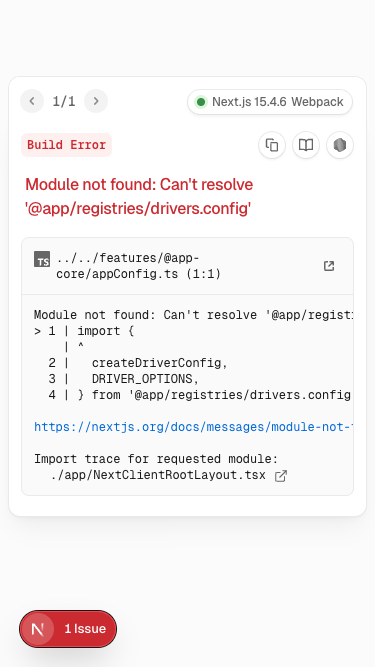 1/1
Next.js 15.4.6 Webpack
Build Error
Module not found: Can't resolve
'@app/registries/drivers.config'
TS
../../features/@app-
core/appConfig.ts (1:1)
Module not found: Can't resolve '@app/regist
> 1 | import {
    | ^
  2 |   createDriverConfig,
  3 |   DRIVER_OPTIONS,
  4 | } from '@app/registries/drivers.config
https://nextjs.org/docs/messages/module-not-
Import trace for requested module:
./app/NextClientRootLayout.tsx
N 1 Issue